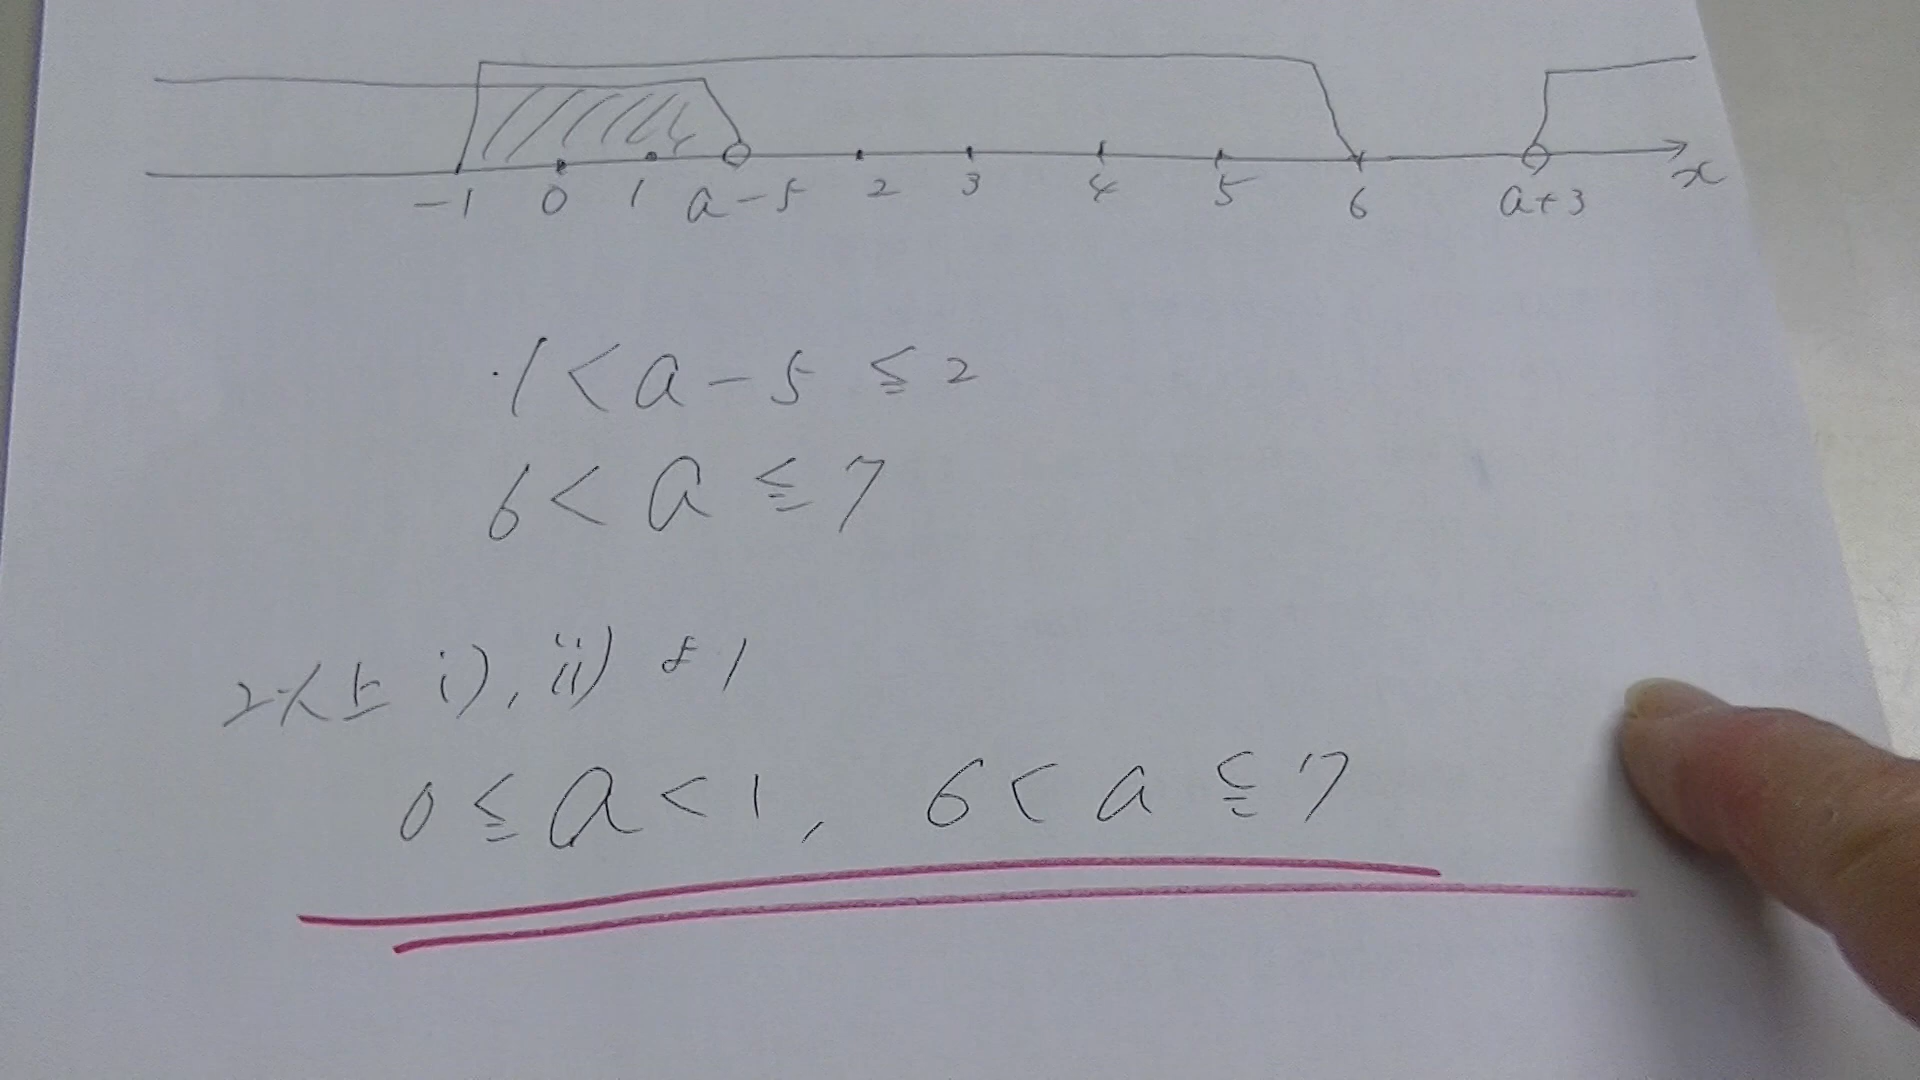 -1 0 1 a-5 2 3 4 5 6 a+3 x
1 < a - 5 ≦ 2
6 < a ≦ 7
以上 i), ii) より
0 ≦ a < 1, 6 < a ≦ 7